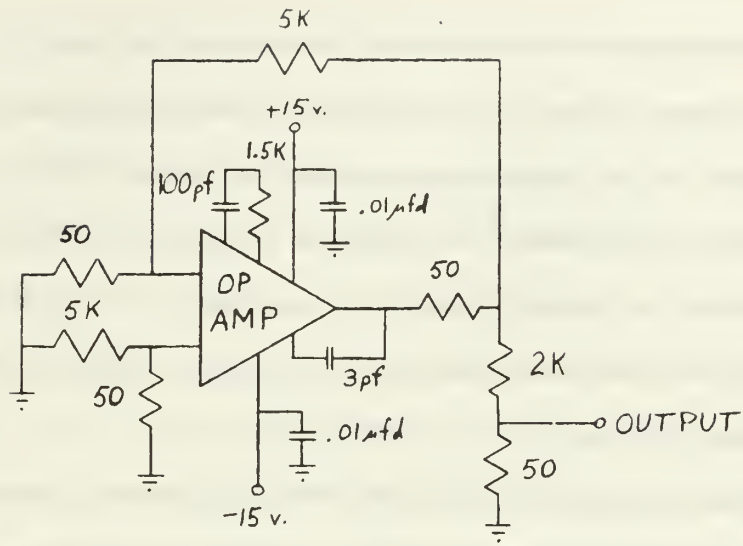 5K
+15 v.
1.5K
100pf
.01μfd
50
OP
AMP
50
5K
3pf
2K
50
.01μfd
OUTPUT
50
-15 v.